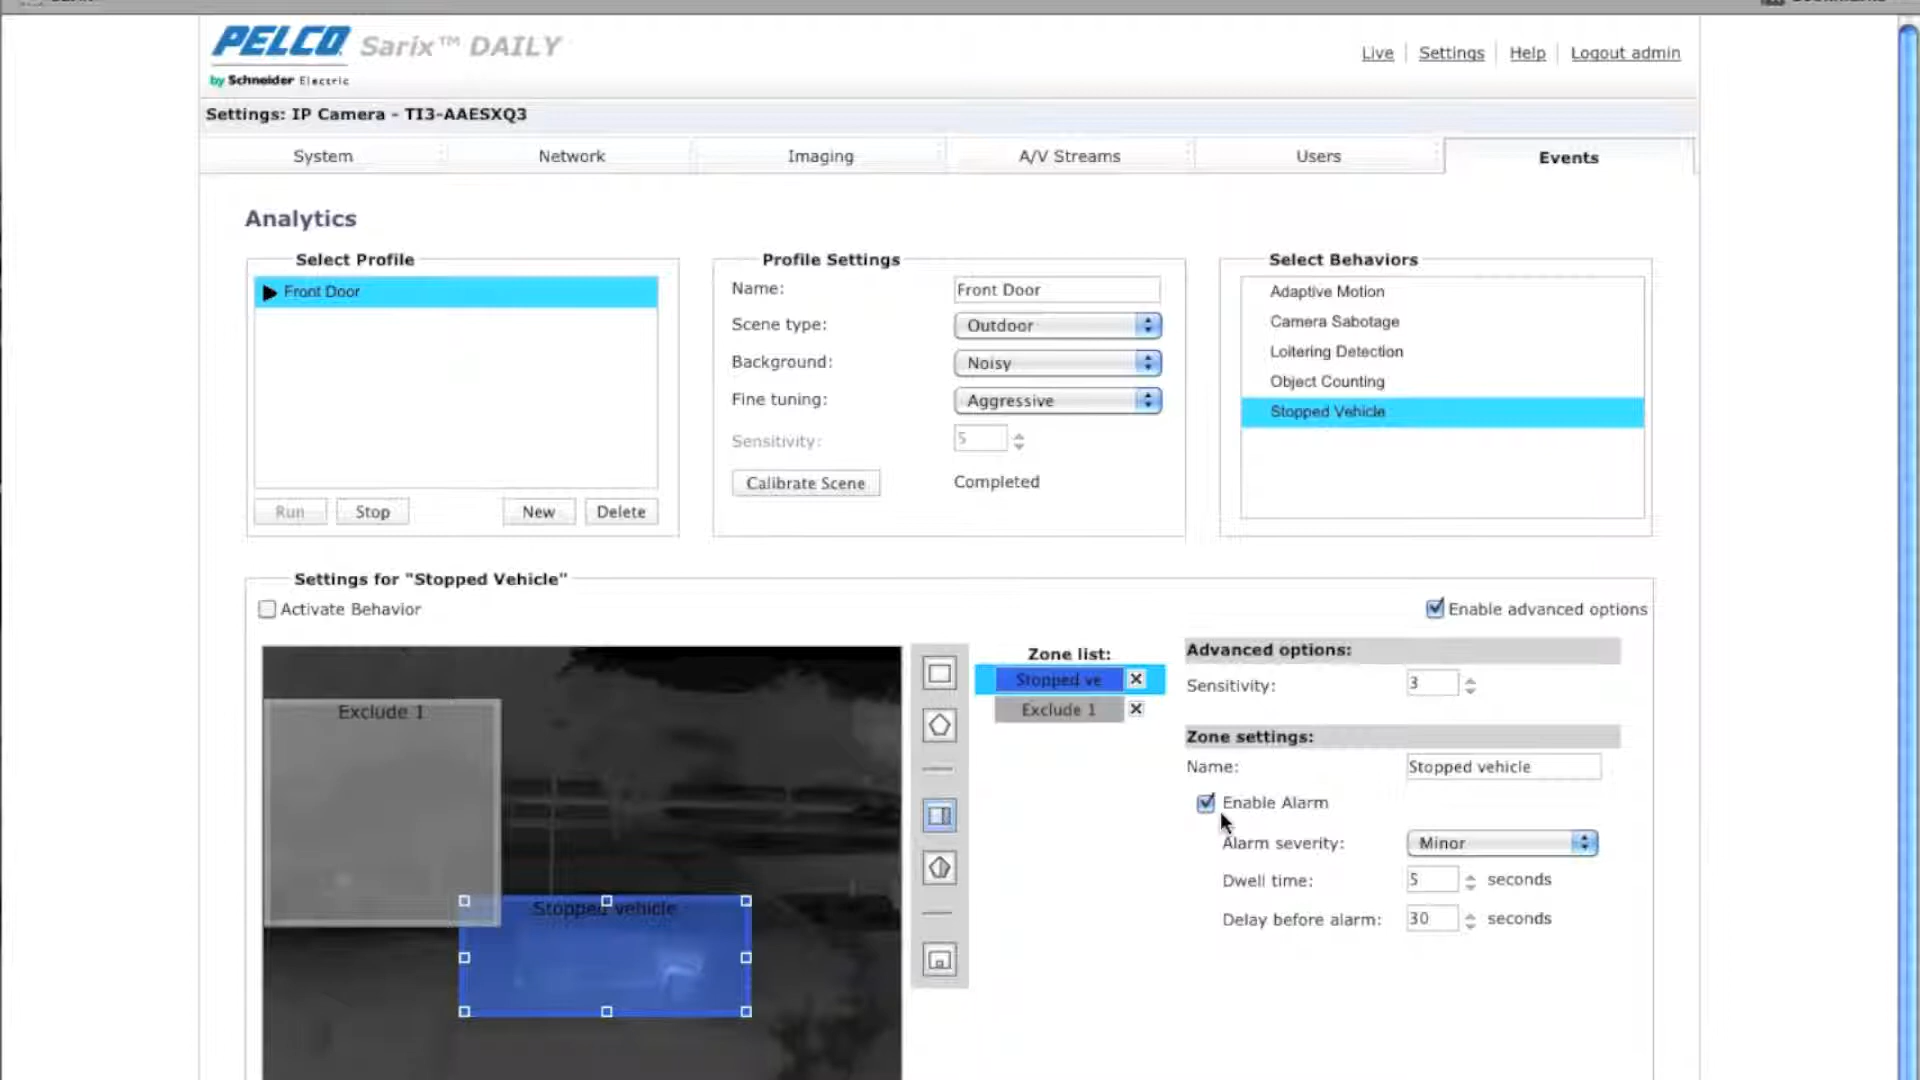 PELCO Sarix™ DAILY
by Schneider Electric
Live Settings Help Logout admin
Settings: IP Camera - TI3-AAESXQ3
System Network Imaging A/V Streams Users Events
Analytics
Select Profile
Front Door
Run Stop New Delete
Profile Settings
Name: Front Door
Scene type: Outdoor
Background: Noisy
Fine tuning: Aggressive
Sensitivity: 5
Calibrate Scene Completed
Select Behaviors
Adaptive Motion
Camera Sabotage
Loitering Detection
Object Counting
Stopped Vehicle
Settings for "Stopped Vehicle"
Activate Behavior
Enable advanced options
Exclude 1
Stopped vehicle
Zone list:
Stopped ve
Exclude 1
Advanced options:
Sensitivity: 3
Zone settings:
Name: Stopped vehicle
Enable Alarm
Alarm severity: Minor
Dwell time: 5 seconds
Delay before alarm: 30 seconds